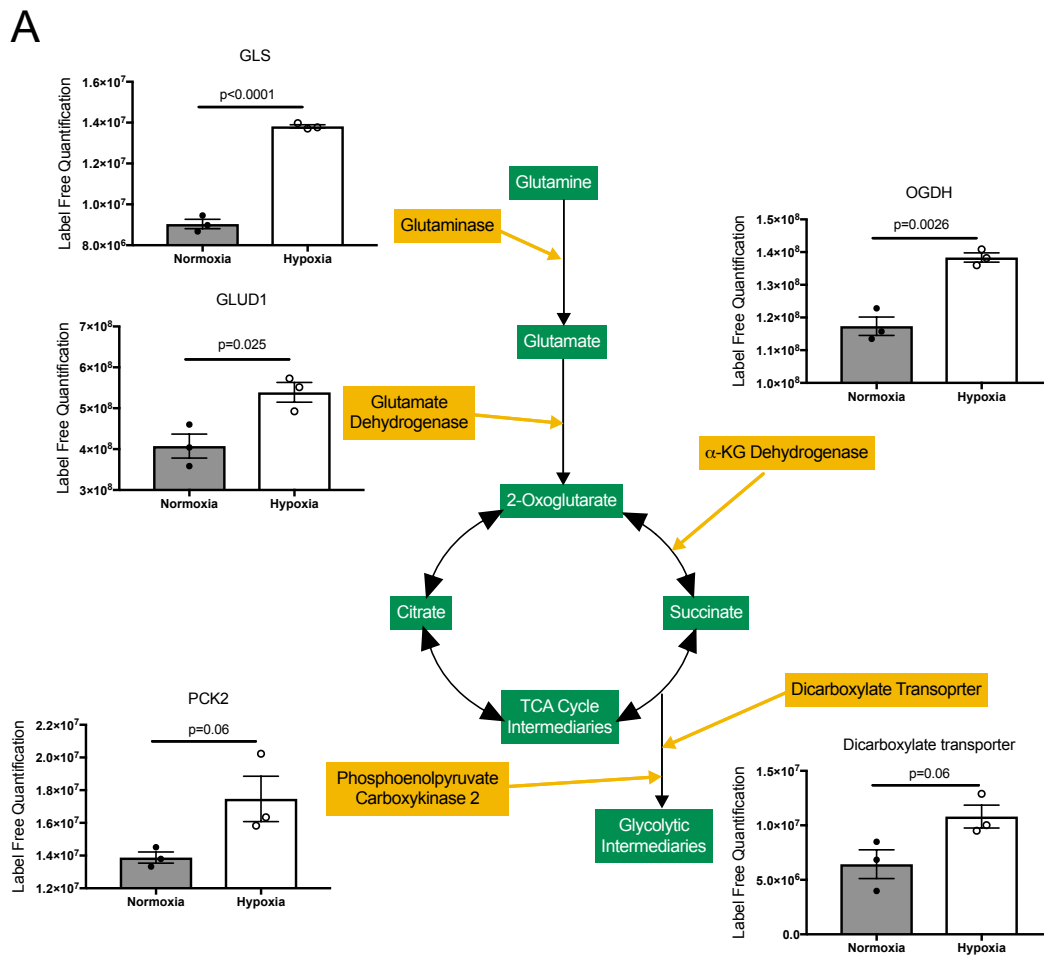 A
GLS
Label Free Quantification
1.6×10⁷
1.4×10⁷
1.2×10⁷
1.0×10⁷
8.0×10⁶
p<0.0001
Normoxia
Hypoxia
GLUD1
Label Free Quantification
7×10⁸
6×10⁸
5×10⁸
4×10⁸
3×10⁸
p=0.025
Normoxia
Hypoxia
PCK2
Label Free Quantification
2.2×10⁷
2.0×10⁷
1.8×10⁷
1.6×10⁷
1.4×10⁷
1.2×10⁷
p=0.06
Normoxia
Hypoxia
Glutamine
Glutaminase
Glutamate
Glutamate
Dehydrogenase
2-Oxoglutarate
α-KG Dehydrogenase
Citrate
Succinate
TCA Cycle
Intermediaries
Dicarboxylate Transoprter
Phosphoenolpyruvate
Carboxykinase 2
Glycolytic
Intermediaries
OGDH
Label Free Quantification
1.5×10⁸
1.4×10⁸
1.3×10⁸
1.2×10⁸
1.1×10⁸
1.0×10⁸
p=0.0026
Normoxia
Hypoxia
Dicarboxylate transporter
Label Free Quantification
1.5×10⁷
1.0×10⁷
5.0×10⁶
0.0
p=0.06
Normoxia
Hypoxia